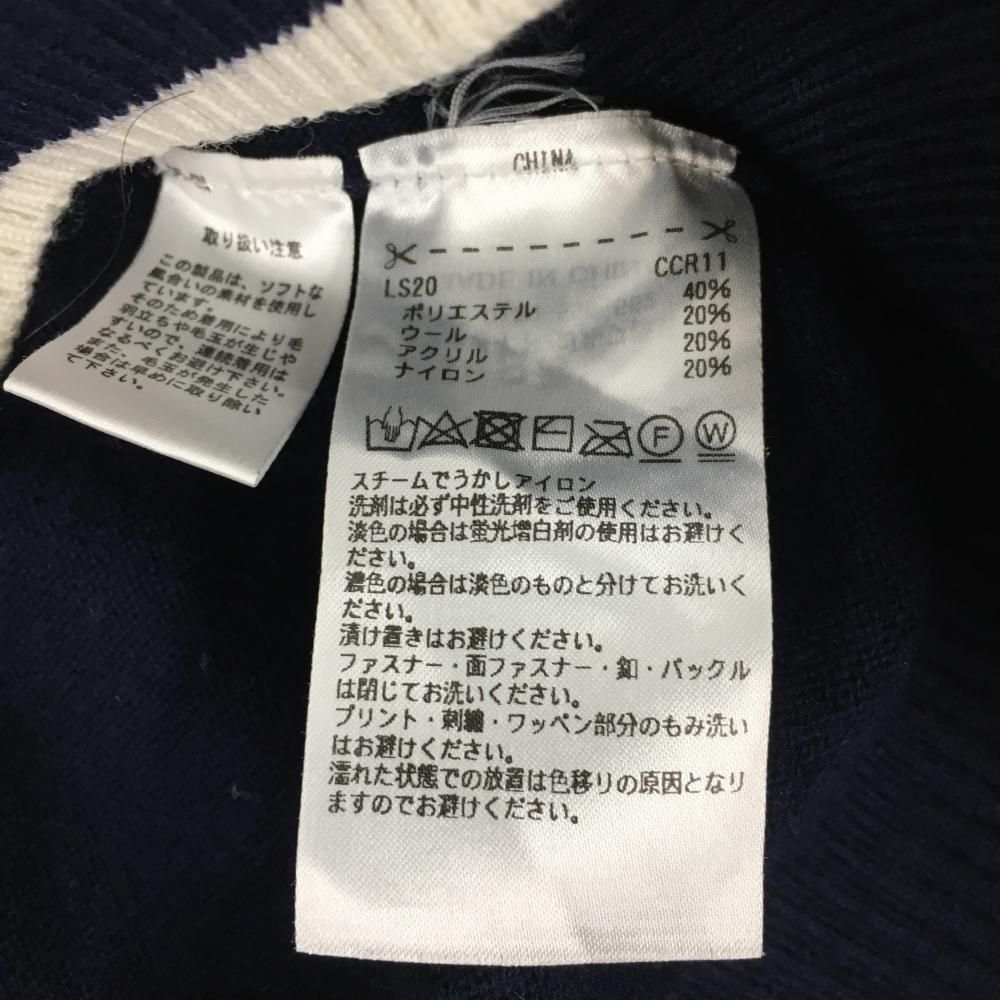 取り扱い注意
この製品は、ソフトな
風合いの素材を使用し
ています。
そのため着用により毛
羽立ちや毛玉が生じや
すいので、連続着用は
なるべくお避け下さい。
また、毛玉が発生した
場合は早めに取り除い
て下さい。
CHINA
LS20 CCR11
ポリエステル 40%
ウール 20%
アクリル 20%
ナイロン 20%
F W
スチームでうかしアイロン
洗剤は必ず中性洗剤をご使用ください。
淡色の場合は蛍光増白剤の使用はお避けく
ださい。
濃色の場合は淡色のものと分けてお洗いく
ださい。
漬け置きはお避けください。
ファスナー・面ファスナー・釦・バックル
は閉じてお洗いください。
プリント・刺繍・ワッペン部分のもみ洗い
はお避けください。
濡れた状態での放置は色移りの原因となり
ますのでお避けください。